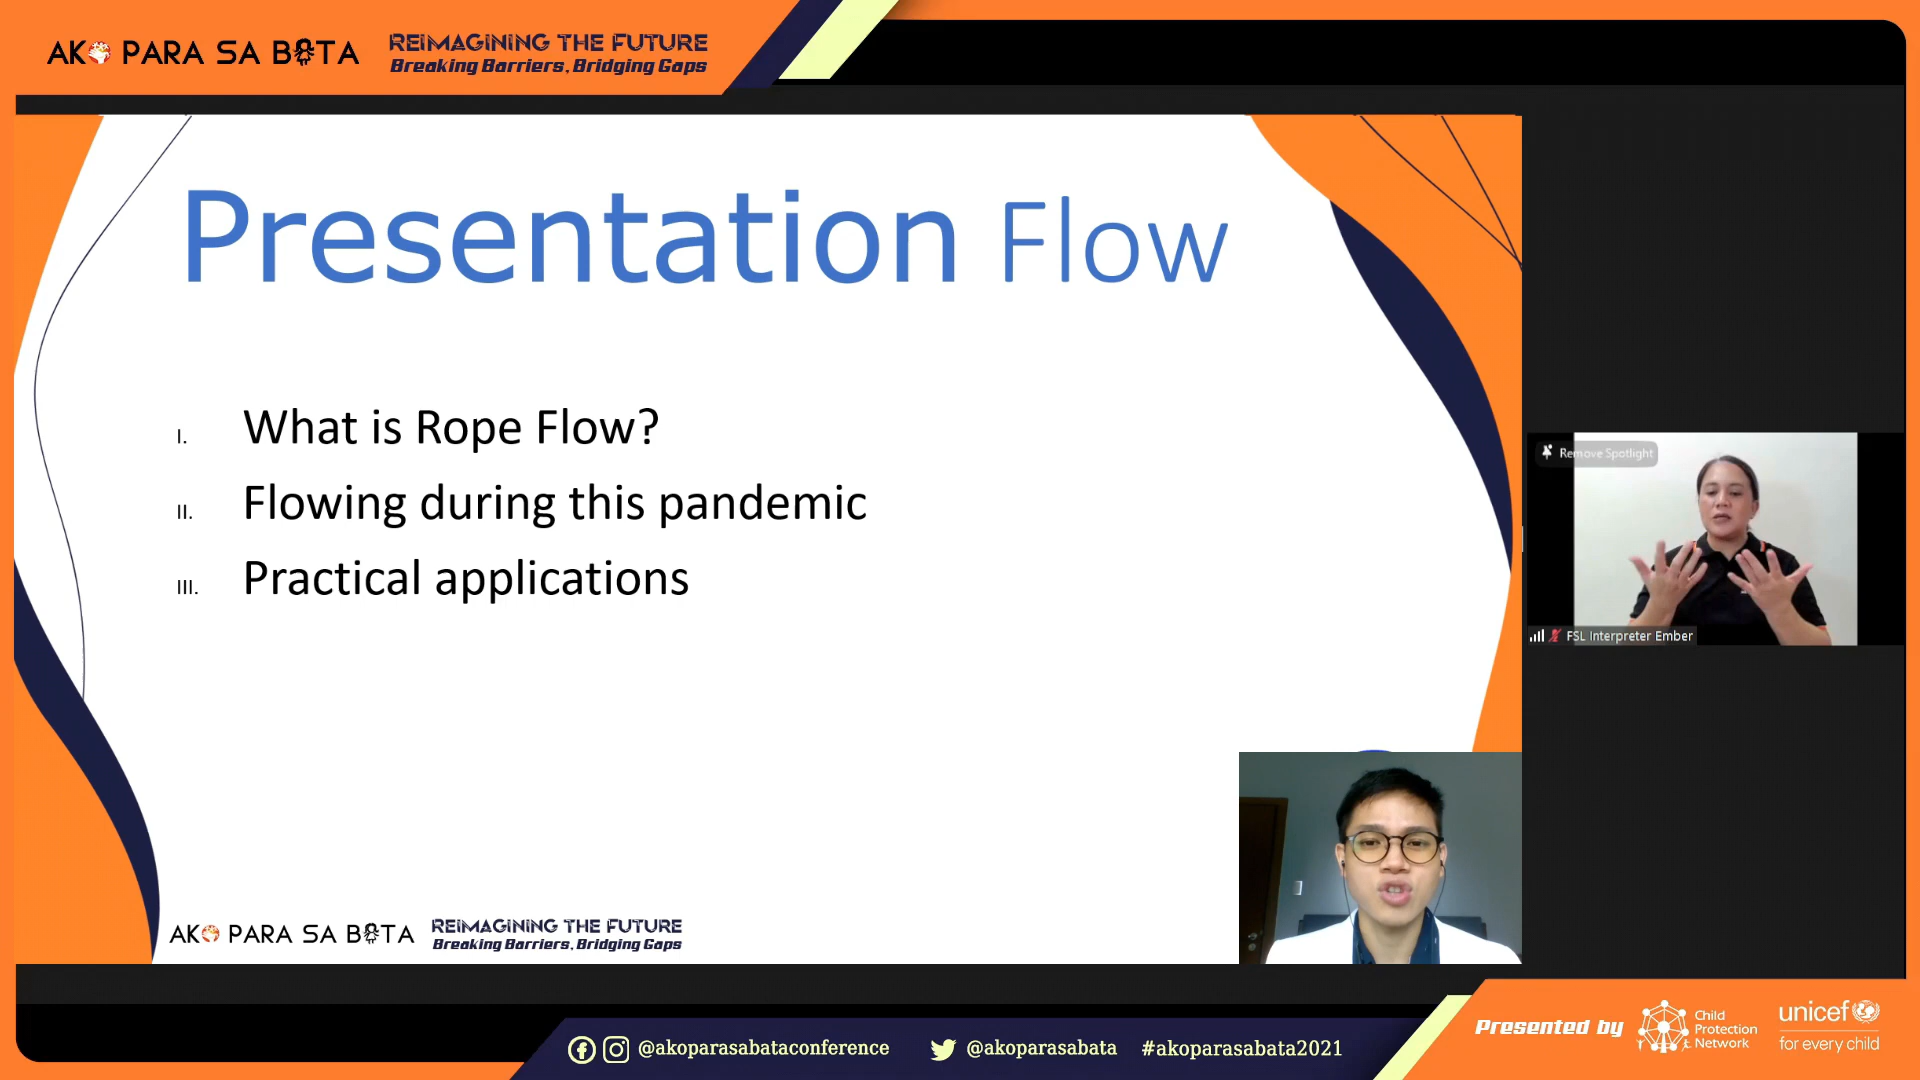 AKO PARA SA BATA
REIMAGINING THE FUTURE
Breaking Barriers, Bridging Gaps
Presentation Flow
I. What is Rope Flow?
II. Flowing during this pandemic
III. Practical applications
Remove Spotlight
FSL Interpreter Ember
AKO PARA SA BATA
REIMAGINING THE FUTURE
Breaking Barriers, Bridging Gaps
@akoparasabataconference
@akoparasabata
#akoparasabata2021
Presented by
Child
Protection
Network
unicef
for every child